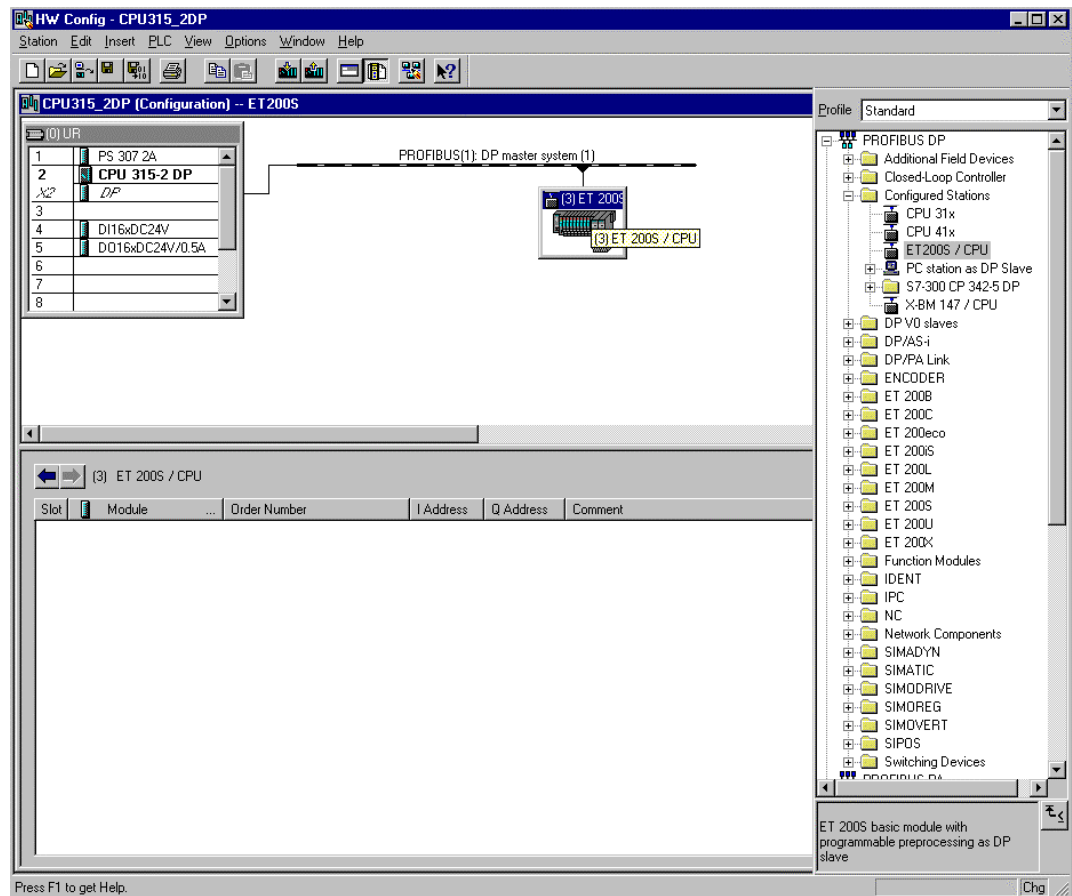 HW Config - CPU315_2DP
Station Edit Insert PLC View Options Window Help
CPU315_2DP (Configuration) -- ET200S
(0) UR
1 PS 307 2A
2 CPU 315-2 DP
X2 DP
3
4 DI16xDC24V
5 DO16xDC24V/0.5A
6
7
8
PROFIBUS(1): DP master system (1)
(3) ET 200S
(3) ET 200S / CPU
(3) ET 200S / CPU
Slot Module ... Order Number I Address Q Address Comment
Profile Standard
PROFIBUS DP
Additional Field Devices
Closed-Loop Controller
Configured Stations
CPU 31x
CPU 41x
ET200S / CPU
PC station as DP Slave
S7-300 CP 342-5 DP
X-BM 147 / CPU
DP V0 slaves
DP/AS-i
DP/PA Link
ENCODER
ET 200B
ET 200C
ET 200eco
ET 200iS
ET 200L
ET 200M
ET 200S
ET 200U
ET 200X
Function Modules
IDENT
IPC
NC
Network Components
SIMADYN
SIMATIC
SIMODRIVE
SIMOREG
SIMOVERT
SIPOS
Switching Devices
PROFIBUS PA
ET 200S basic module with
programmable preprocessing as DP
slave
Press F1 to get Help.
Chg